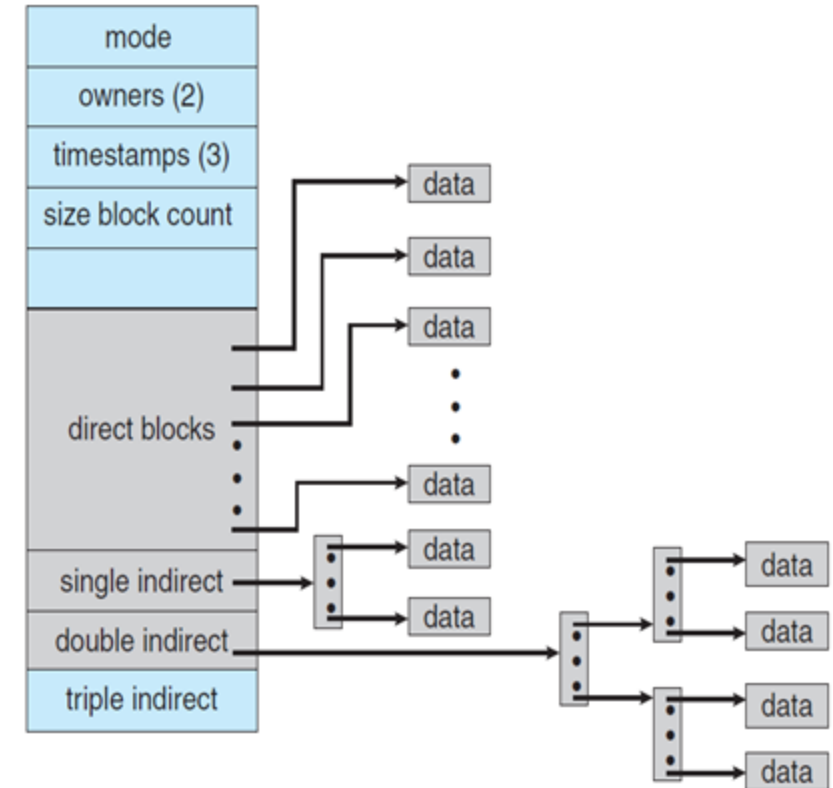 mode
owners (2)
timestamps (3)
size block count
direct blocks
single indirect
double indirect
triple indirect
data
data
data
data
data
data
data
data
data
data